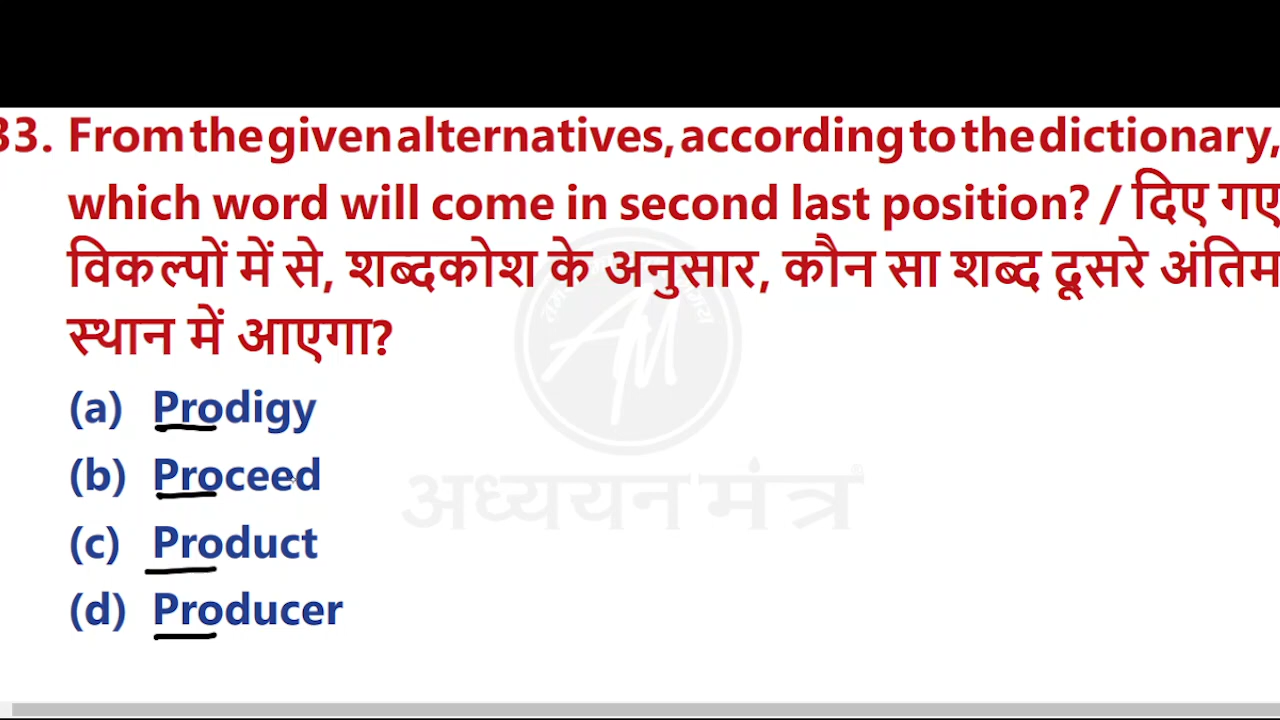 33. From the given alternatives, according to the dictionary,
which word will come in second last position? / दिए गए
विकल्पों में से, शब्दकोश के अनुसार, कौन सा शब्द दूसरे अंतिम
स्थान में आएगा?
(a) Prodigy
(b) Proceed
(c) Product
(d) Producer
AM
अध्ययन मंत्र